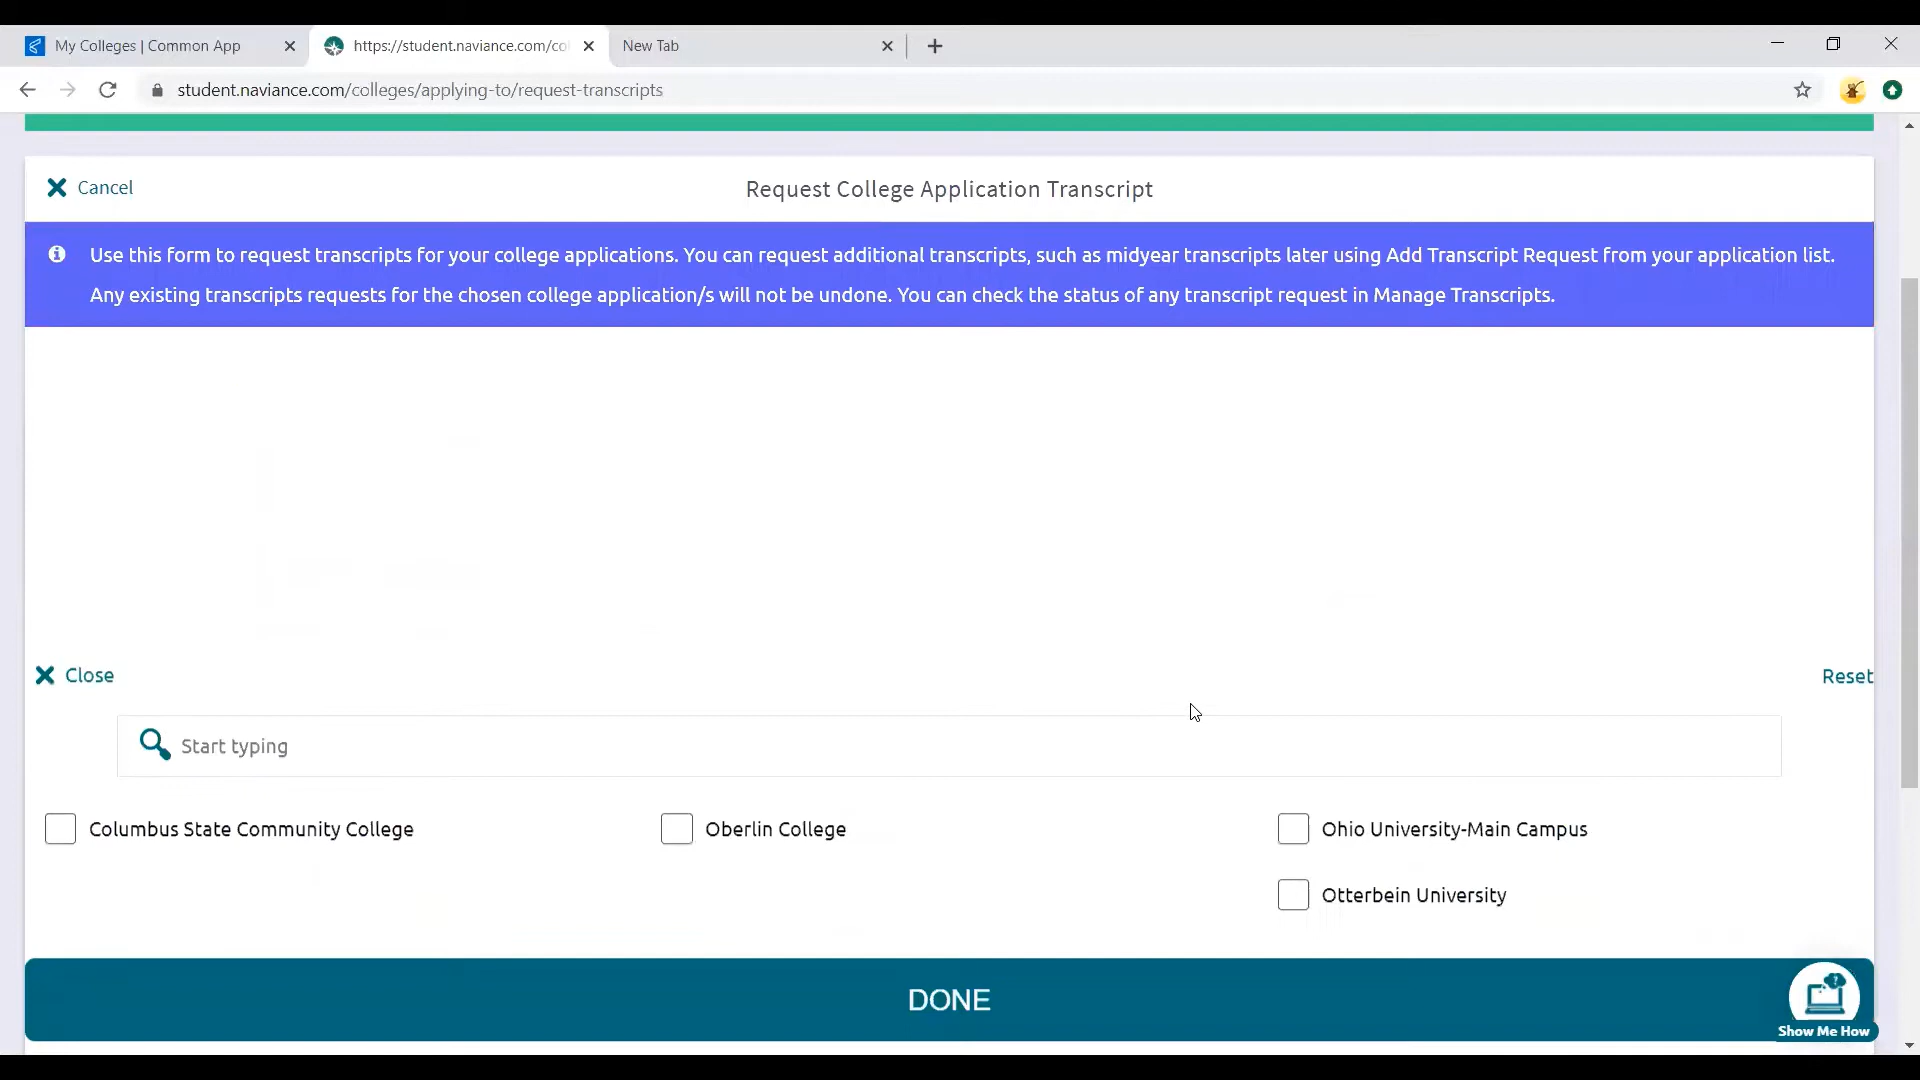 My Colleges | Common App
https://student.naviance.com/co
New Tab
student.naviance.com/colleges/applying-to/request-transcripts
Cancel
Request College Application Transcript
Use this form to request transcripts for your college applications. You can request additional transcripts, such as midyear transcripts later using Add Transcript Request from your application list.
Any existing transcripts requests for the chosen college application/s will not be undone. You can check the status of any transcript request in Manage Transcripts.
Close
Reset
Start typing
Columbus State Community College
Oberlin College
Ohio University-Main Campus
Otterbein University
DONE
Show Me How